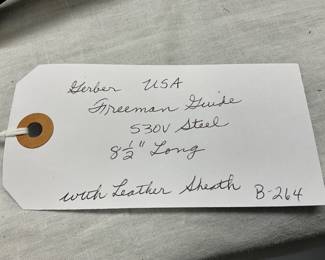 Gerber USA
Freeman Guide
S30V Steel
8 1/2" Long
with Leather Sheath B-264